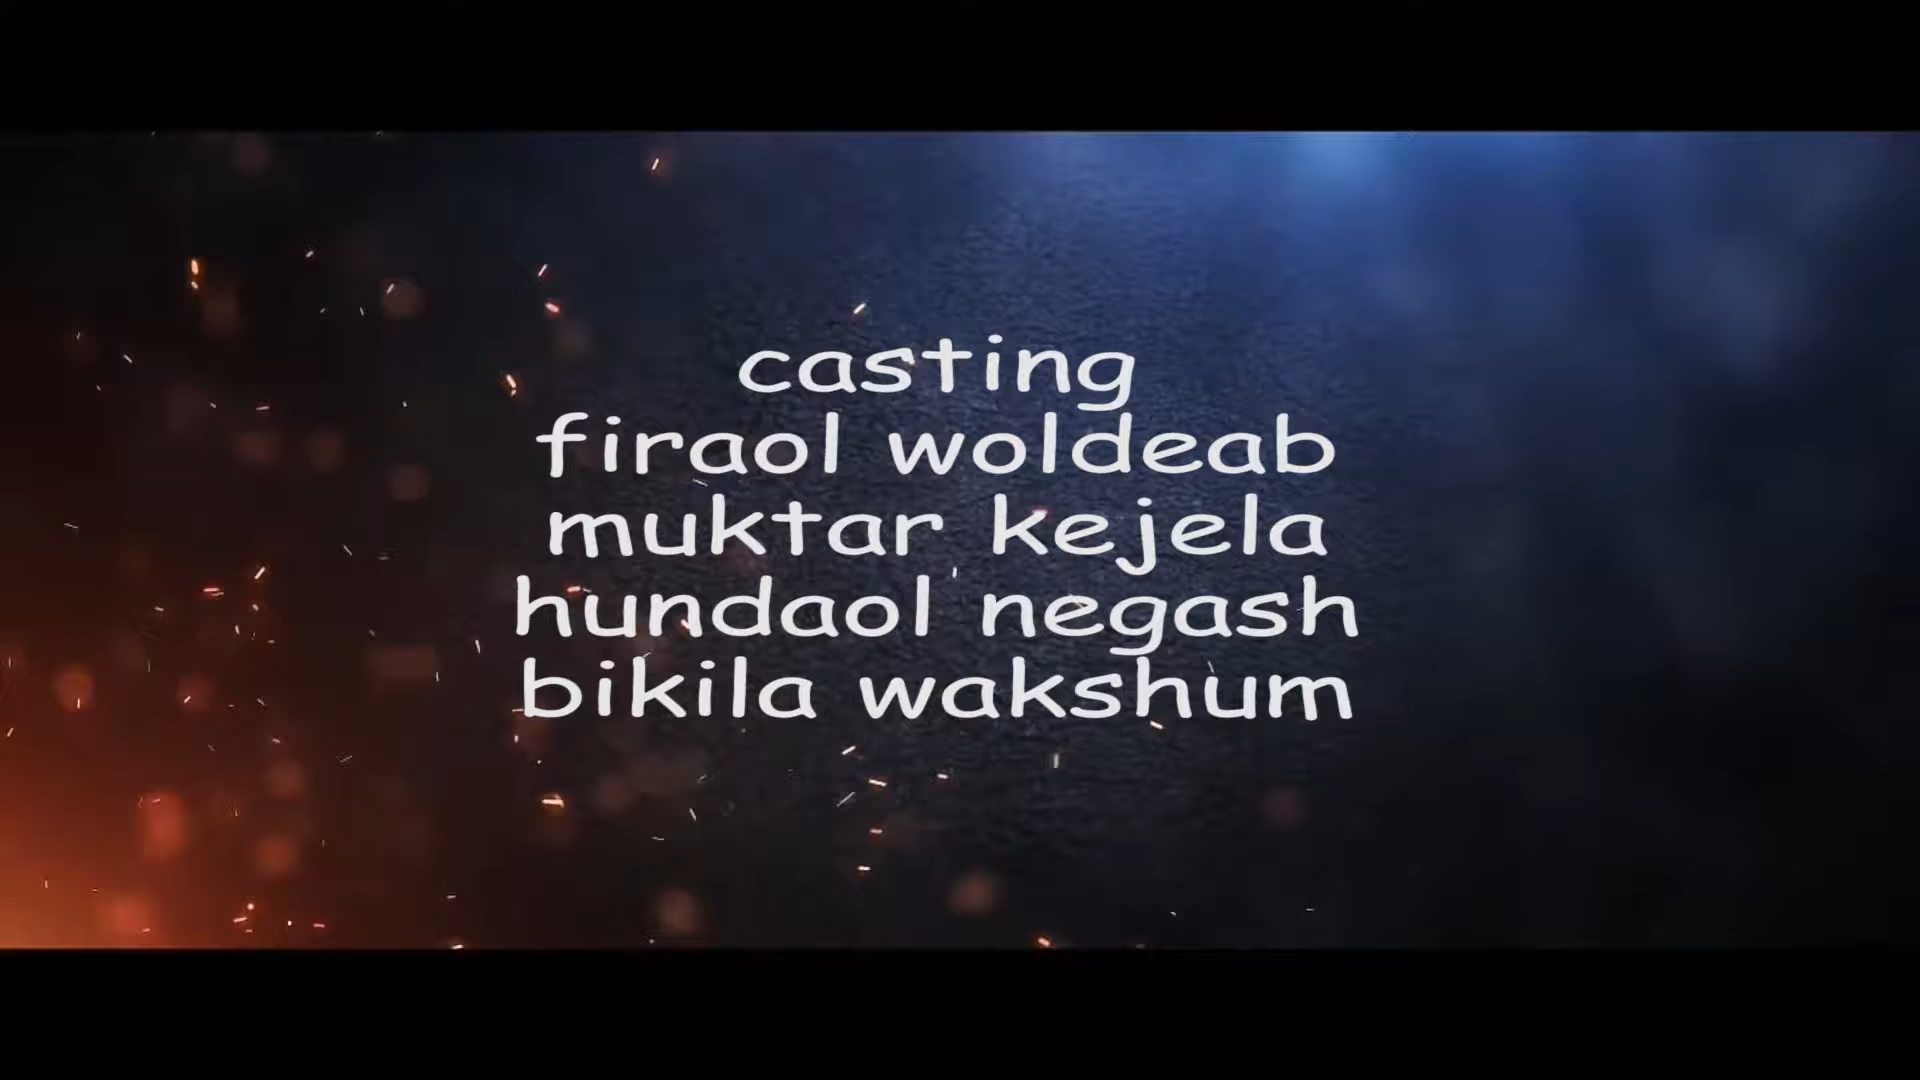 casting
firaol woldeab
muktar kejela
hundaol negash
bikila wakshum